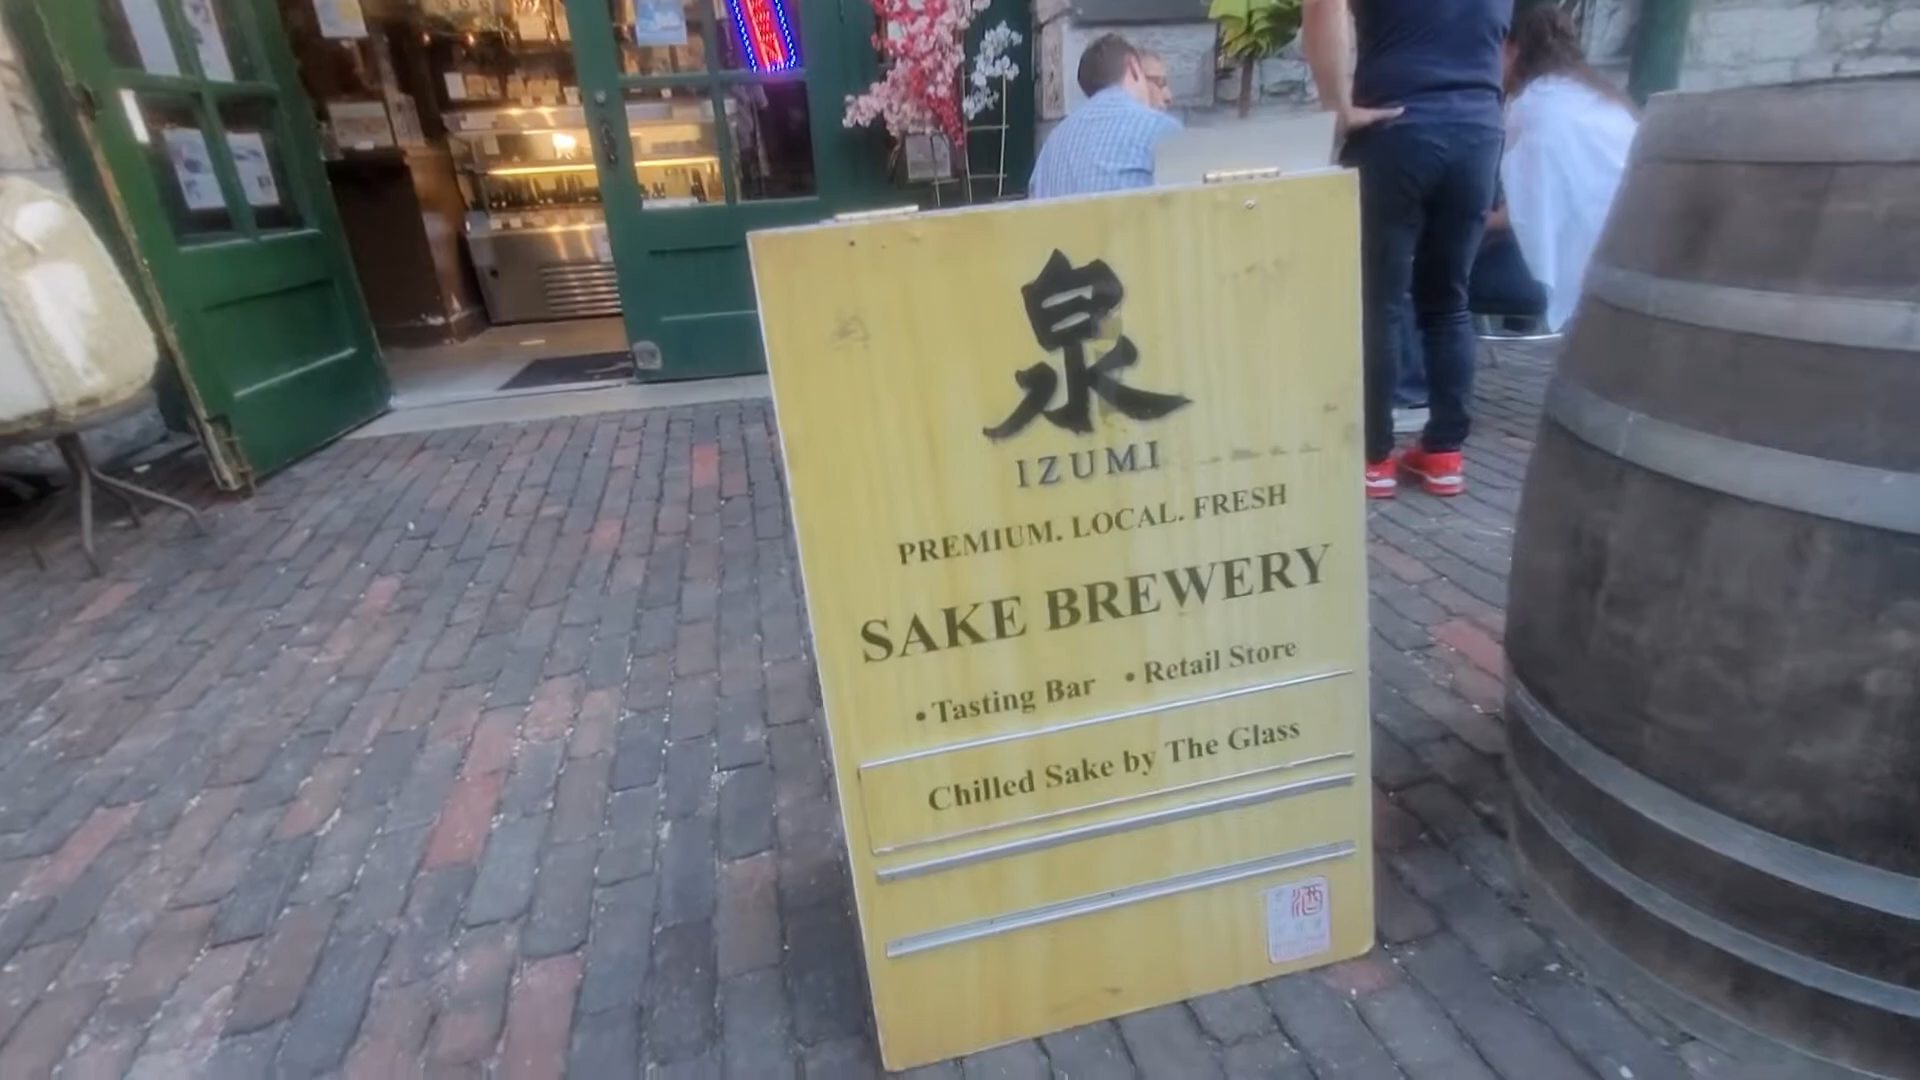 泉
IZUMI
PREMIUM. LOCAL. FRESH
SAKE BREWERY
• Tasting Bar • Retail Store
Chilled Sake by The Glass
酒